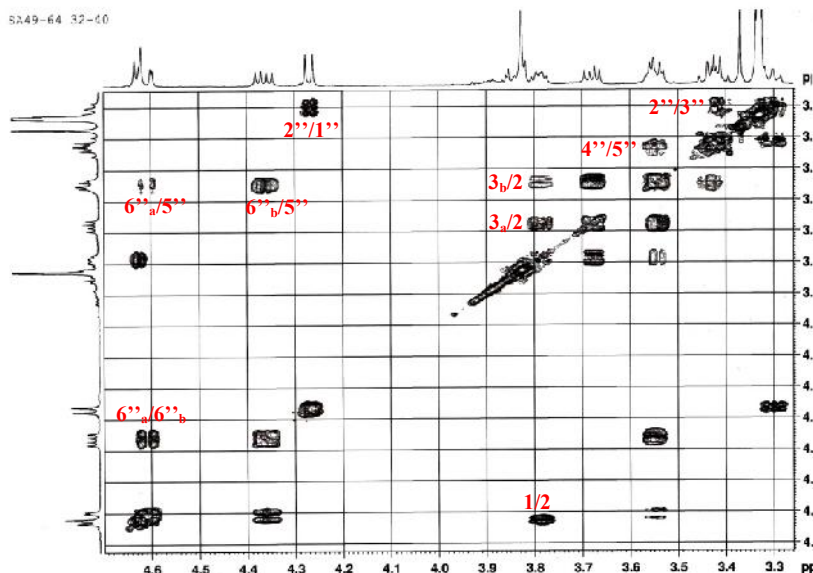 SA49-64 32-40
2''/1''
2''/3''
4''/5''
6''a/5''
6''b/5''
3b/2
3a/2
6''a/6''b
1/2
4.6 4.5 4.4 4.3 4.2 4.1 4.0 3.9 3.8 3.7 3.6 3.5 3.4 3.3